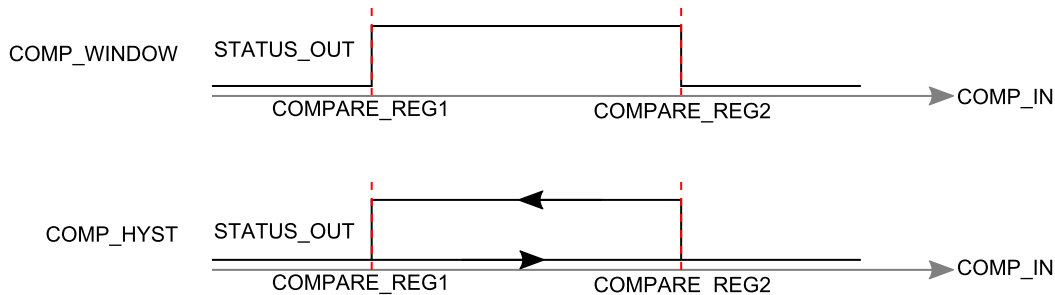 COMP_WINDOW
STATUS_OUT
COMPARE_REG1
COMPARE_REG2
COMP_IN
COMP_HYST
STATUS_OUT
COMPARE_REG1
COMPARE_REG2
COMP_IN